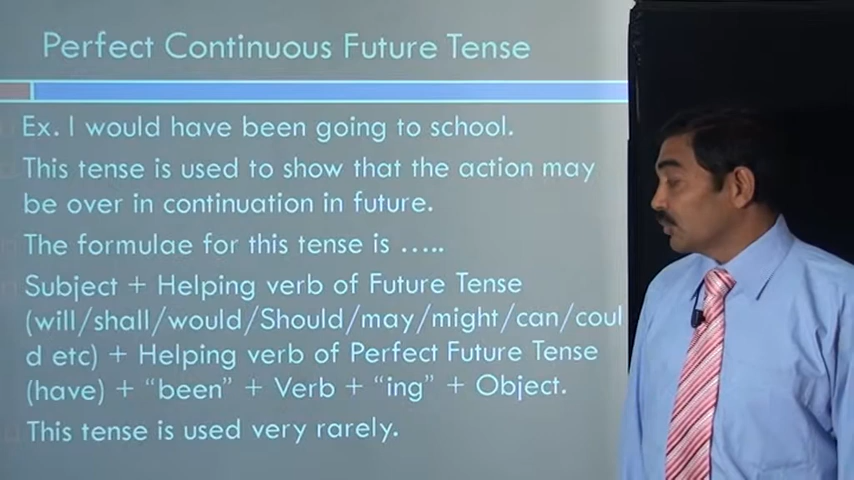 Perfect Continuous Future Tense
Ex. I would have been going to school.
This tense is used to show that the action may
be over in continuation in future.
The formulae for this tense is …..
Subject + Helping verb of Future Tense
(will/shall/would/Should/may/might/can/coul
d etc) + Helping verb of Perfect Future Tense
(have) + “been” + Verb + “ing” + Object.
This tense is used very rarely.